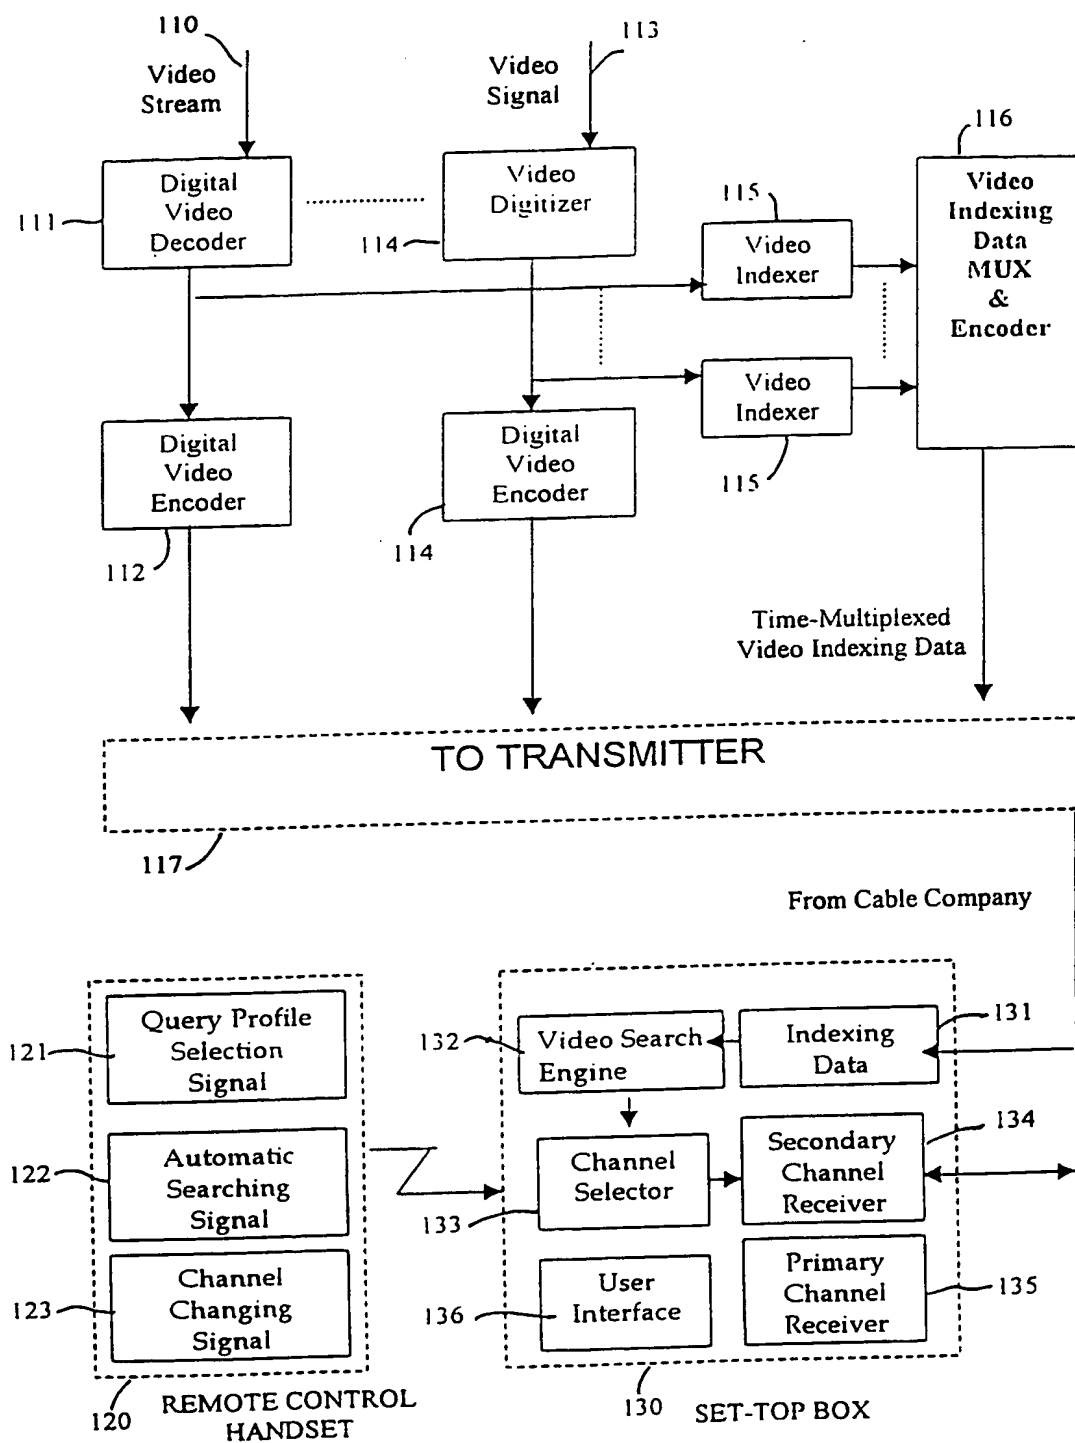 110
Video
Stream
113
Video
Signal
116
111
Digital
Video
Decoder
114
Video
Digitizer
115
Video
Indexer
Video
Indexing
Data
MUX
&
Encoder
Video
Indexer
115
Digital
Video
Encoder
112
Digital
Video
Encoder
114
Time-Multiplexed
Video Indexing Data
TO TRANSMITTER
117
From Cable Company
121
Query Profile
Selection
Signal
122
Automatic
Searching
Signal
123
Channel
Changing
Signal
120
REMOTE CONTROL
HANDSET
132
Video Search
Engine
Indexing
Data
131
Channel
Selector
133
Secondary
Channel
Receiver
134
User
Interface
136
Primary
Channel
Receiver
135
130
SET-TOP BOX